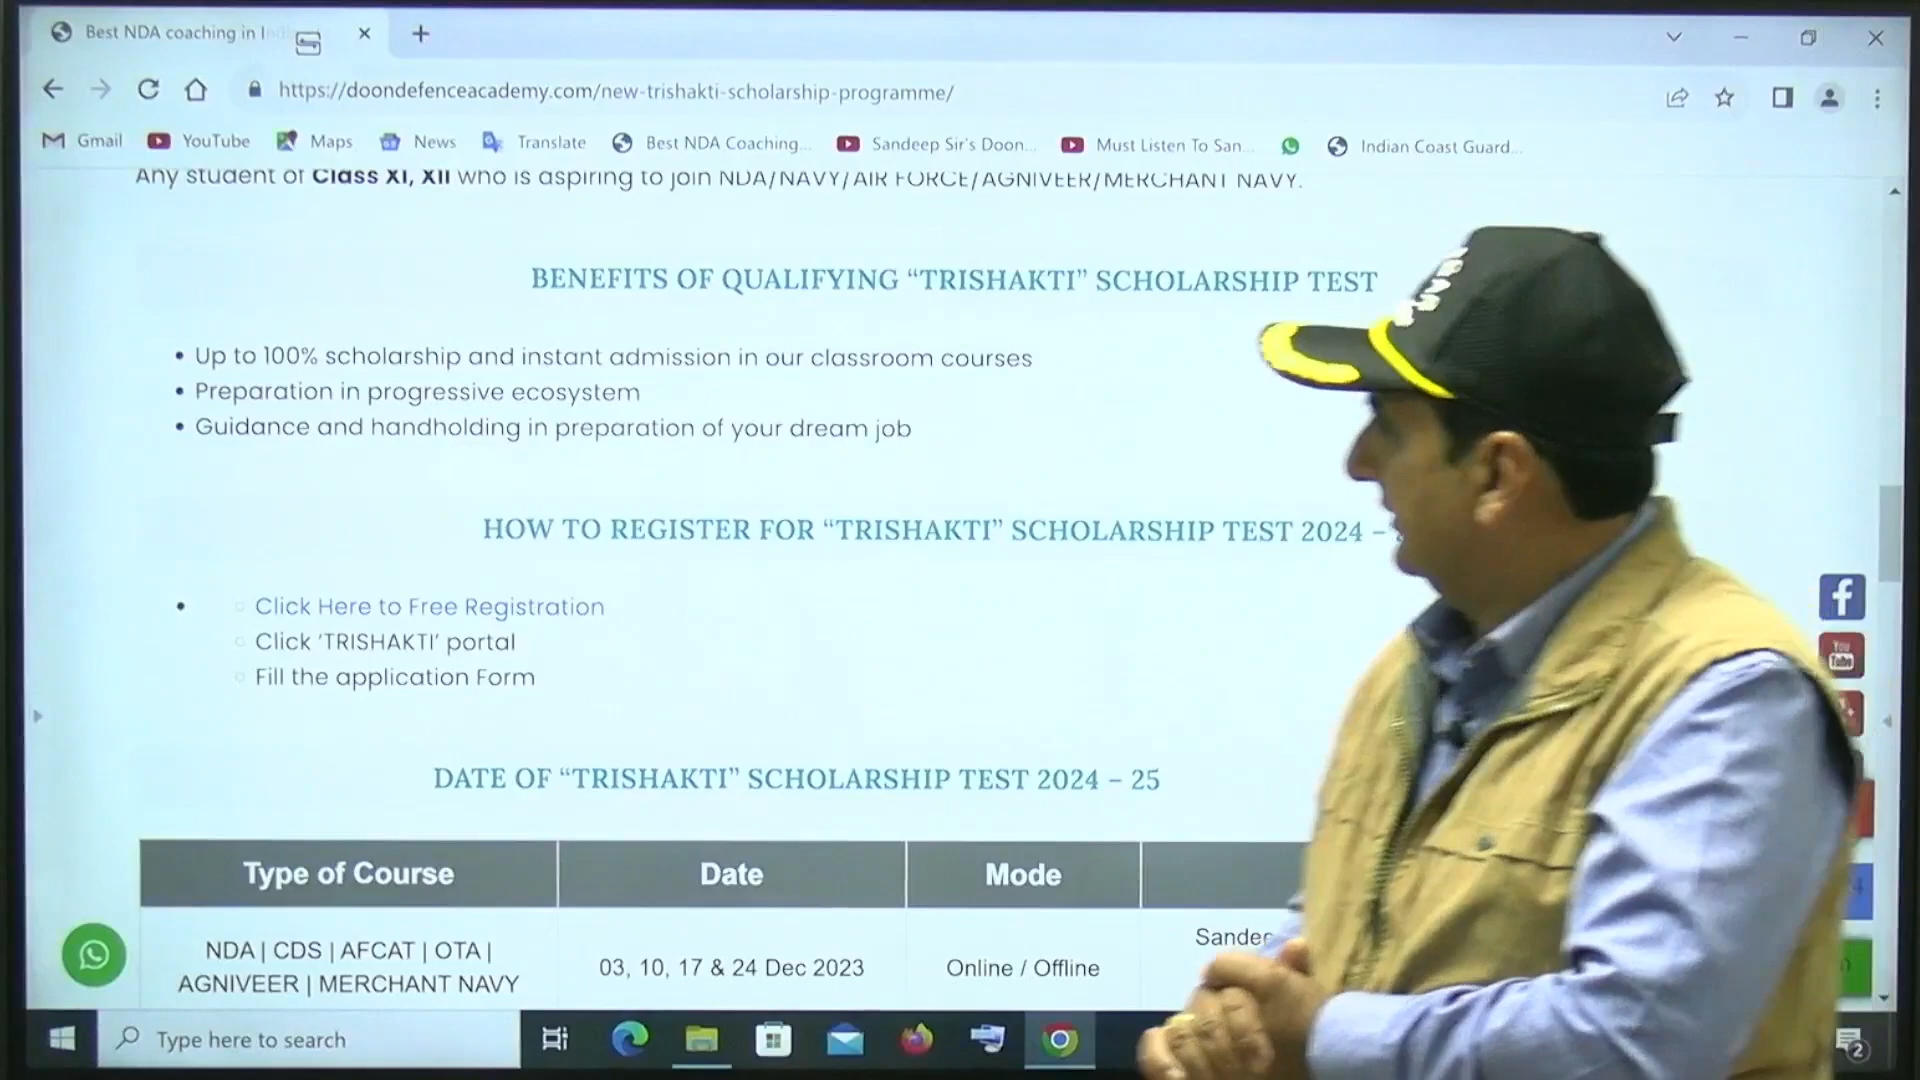 Best NDA coaching in
https://doondefenceacademy.com/new-trishakti-scholarship-programme/
Gmail YouTube Maps News Translate Best NDA Coaching... Sandeep Sir's Doon... Must Listen To San... Indian Coast Guard...
Any student of Class XI, XII who is aspiring to join NDA/NAVY/AIR FORCE/AGNIVEER/MERCHANT NAVY.
BENEFITS OF QUALIFYING “TRISHAKTI” SCHOLARSHIP TEST
• Up to 100% scholarship and instant admission in our classroom courses
• Preparation in progressive ecosystem
• Guidance and handholding in preparation of your dream job
HOW TO REGISTER FOR “TRISHAKTI” SCHOLARSHIP TEST 2024 –
Click Here to Free Registration
Click ‘TRISHAKTI’ portal
Fill the application Form
DATE OF “TRISHAKTI” SCHOLARSHIP TEST 2024 – 25
Type of Course Date Mode
NDA | CDS | AFCAT | OTA |
AGNIVEER | MERCHANT NAVY
03, 10, 17 & 24 Dec 2023
Online / Offline
You
Tube
Type here to search
2